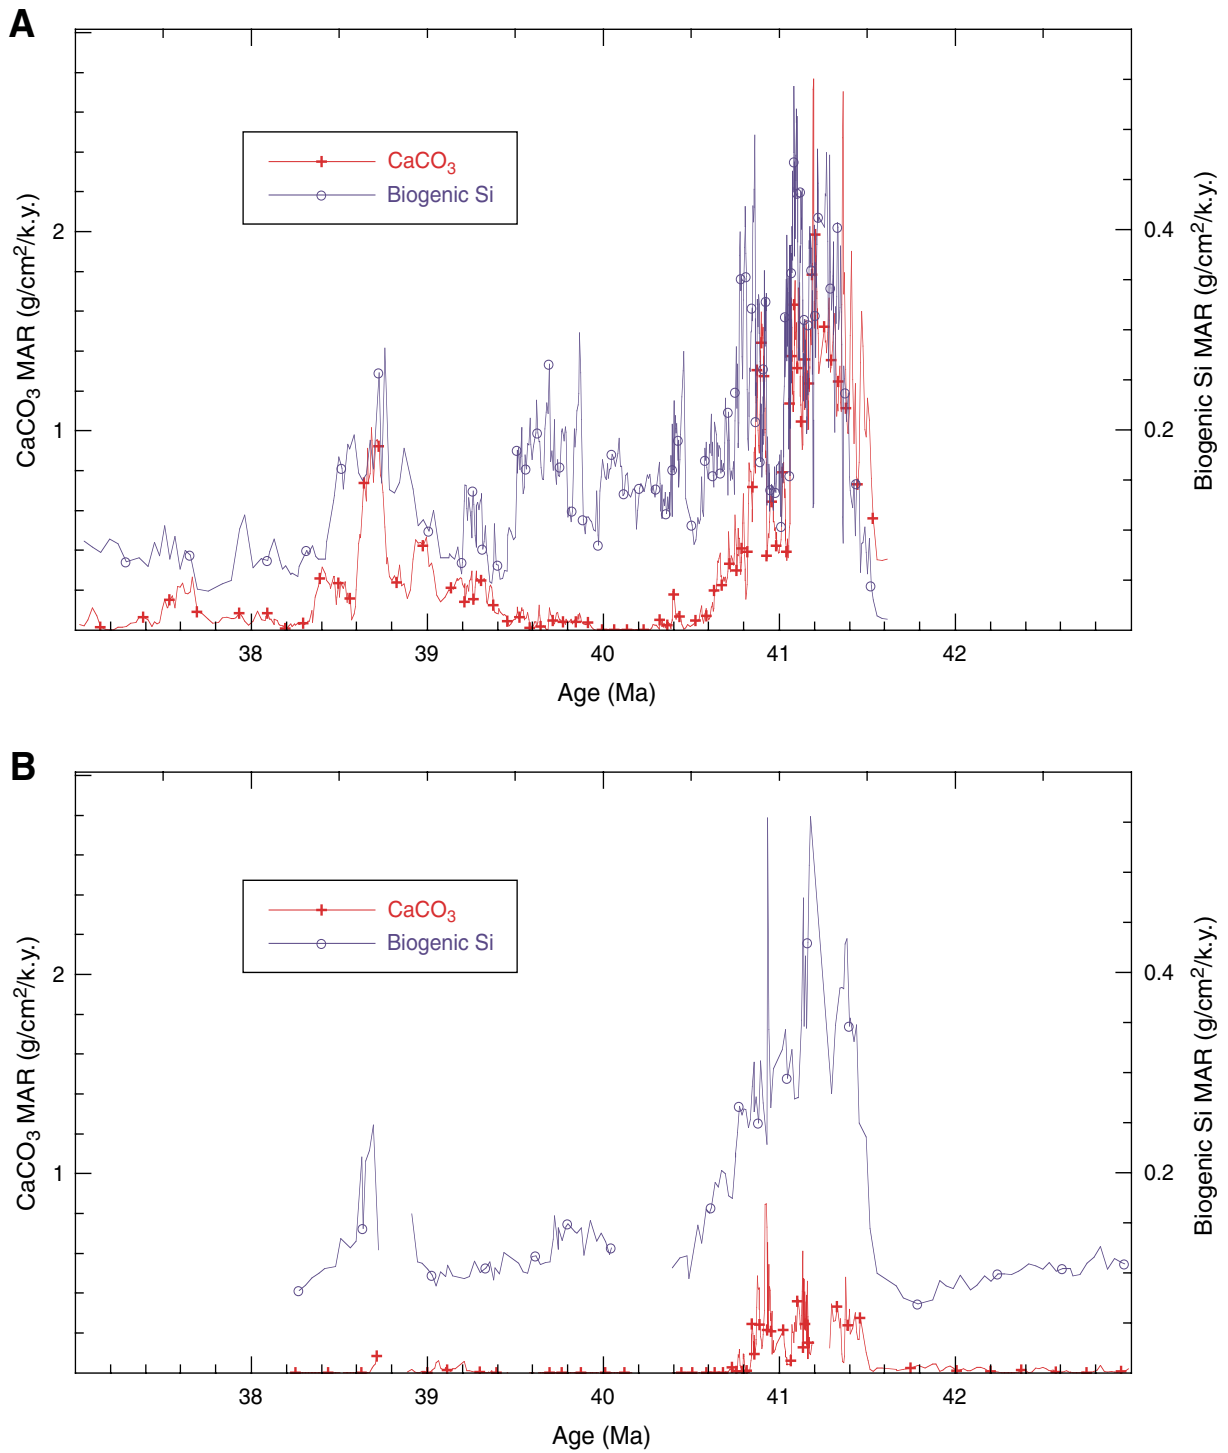 A
CaCO3
Biogenic Si
2
1
0.4
0.2
CaCO3 MAR (g/cm2/k.y.)
Biogenic Si MAR (g/cm2/k.y.)
38 39 40 41 42
Age (Ma)
B
CaCO3
Biogenic Si
2
1
0.4
0.2
CaCO3 MAR (g/cm2/k.y.)
Biogenic Si MAR (g/cm2/k.y.)
38 39 40 41 42
Age (Ma)